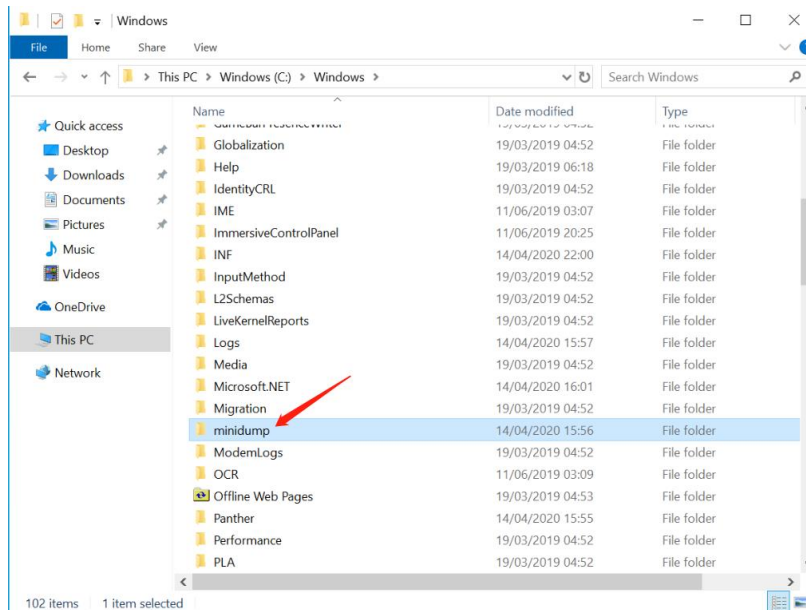 Windows
File Home Share View
This PC > Windows (C:) > Windows >
Search Windows
Name Date modified Type
Quick access
Desktop
Downloads
Documents
Pictures
Music
Videos
OneDrive
This PC
Network
Globalization 19/03/2019 04:52 File folder
Help 19/03/2019 06:18 File folder
IdentityCRL 19/03/2019 04:52 File folder
IME 11/06/2019 03:07 File folder
ImmersiveControlPanel 11/06/2019 20:25 File folder
INF 14/04/2020 22:00 File folder
InputMethod 19/03/2019 04:52 File folder
L2Schemas 19/03/2019 04:52 File folder
LiveKernelReports 19/03/2019 04:52 File folder
Logs 14/04/2020 15:57 File folder
Media 19/03/2019 04:52 File folder
Microsoft.NET 14/04/2020 16:01 File folder
Migration 19/03/2019 04:52 File folder
minidump 14/04/2020 15:56 File folder
ModemLogs 19/03/2019 04:52 File folder
OCR 11/06/2019 03:09 File folder
Offline Web Pages 19/03/2019 04:53 File folder
Panther 14/04/2020 15:55 File folder
Performance 19/03/2019 04:52 File folder
PLA 19/03/2019 04:52 File folder
102 items 1 item selected